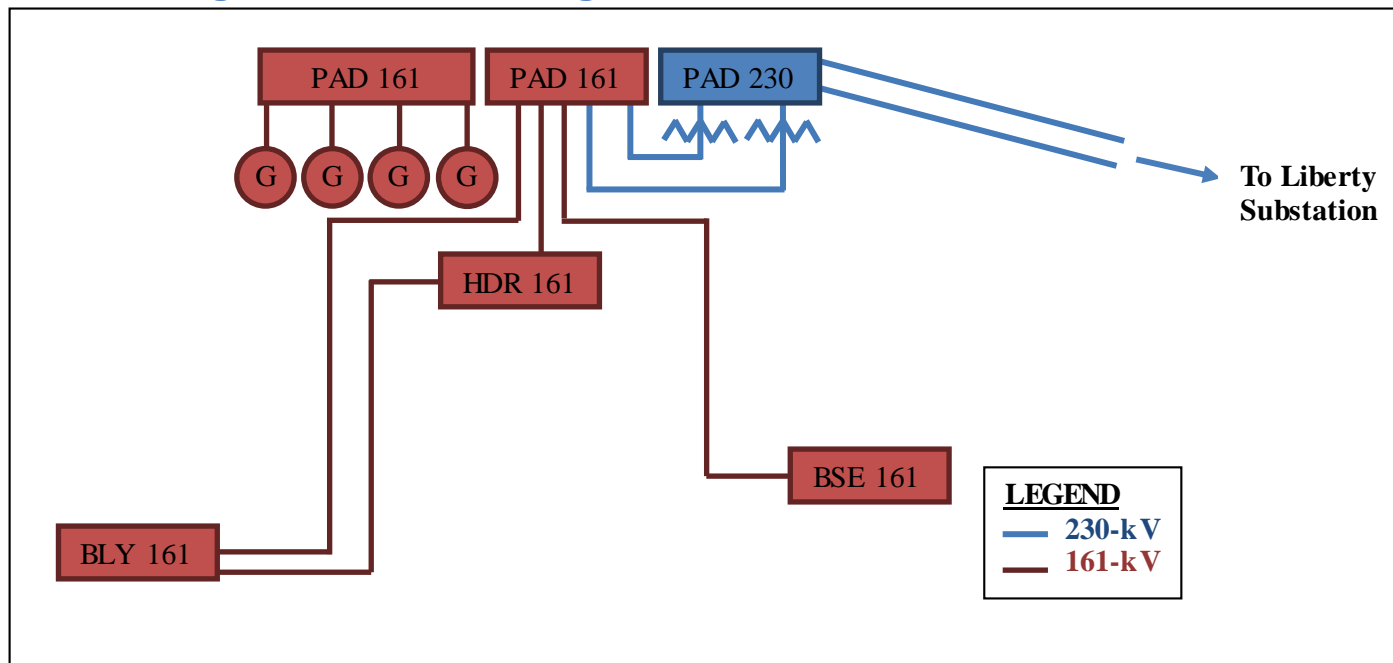 PAD 161
PAD 161
PAD 230
G
G
G
G
To Liberty
Substation
HDR 161
BSE 161
BLY 161
LEGEND
230-kV
161-kV